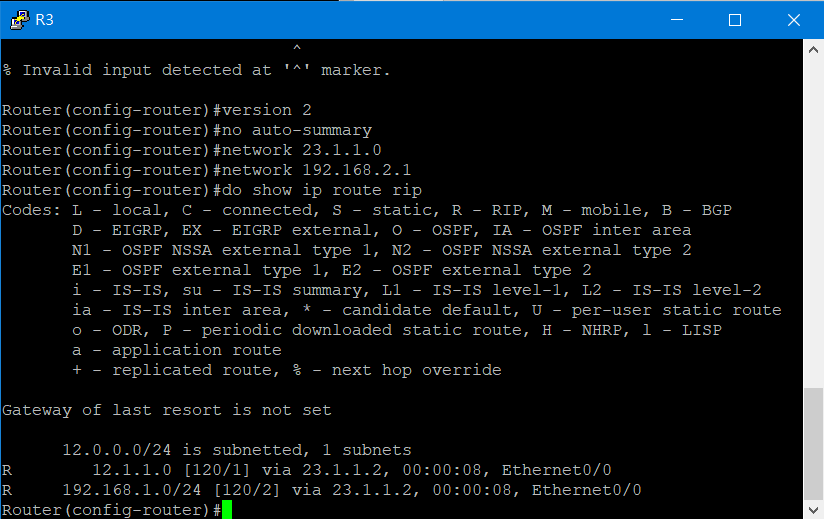 R3
^
% Invalid input detected at '^' marker.
Router(config-router)#version 2
Router(config-router)#no auto-summary
Router(config-router)#network 23.1.1.0
Router(config-router)#network 192.168.2.1
Router(config-router)#do show ip route rip
Codes: L - local, C - connected, S - static, R - RIP, M - mobile, B - BGP
       D - EIGRP, EX - EIGRP external, O - OSPF, IA - OSPF inter area
       N1 - OSPF NSSA external type 1, N2 - OSPF NSSA external type 2
       E1 - OSPF external type 1, E2 - OSPF external type 2
       i - IS-IS, su - IS-IS summary, L1 - IS-IS level-1, L2 - IS-IS level-2
       ia - IS-IS inter area, * - candidate default, U - per-user static route
       o - ODR, P - periodic downloaded static route, H - NHRP, l - LISP
       a - application route
       + - replicated route, % - next hop override
Gateway of last resort is not set
      12.0.0.0/24 is subnetted, 1 subnets
R        12.1.1.0 [120/1] via 23.1.1.2, 00:00:08, Ethernet0/0
R     192.168.1.0/24 [120/2] via 23.1.1.2, 00:00:08, Ethernet0/0
Router(config-router)#